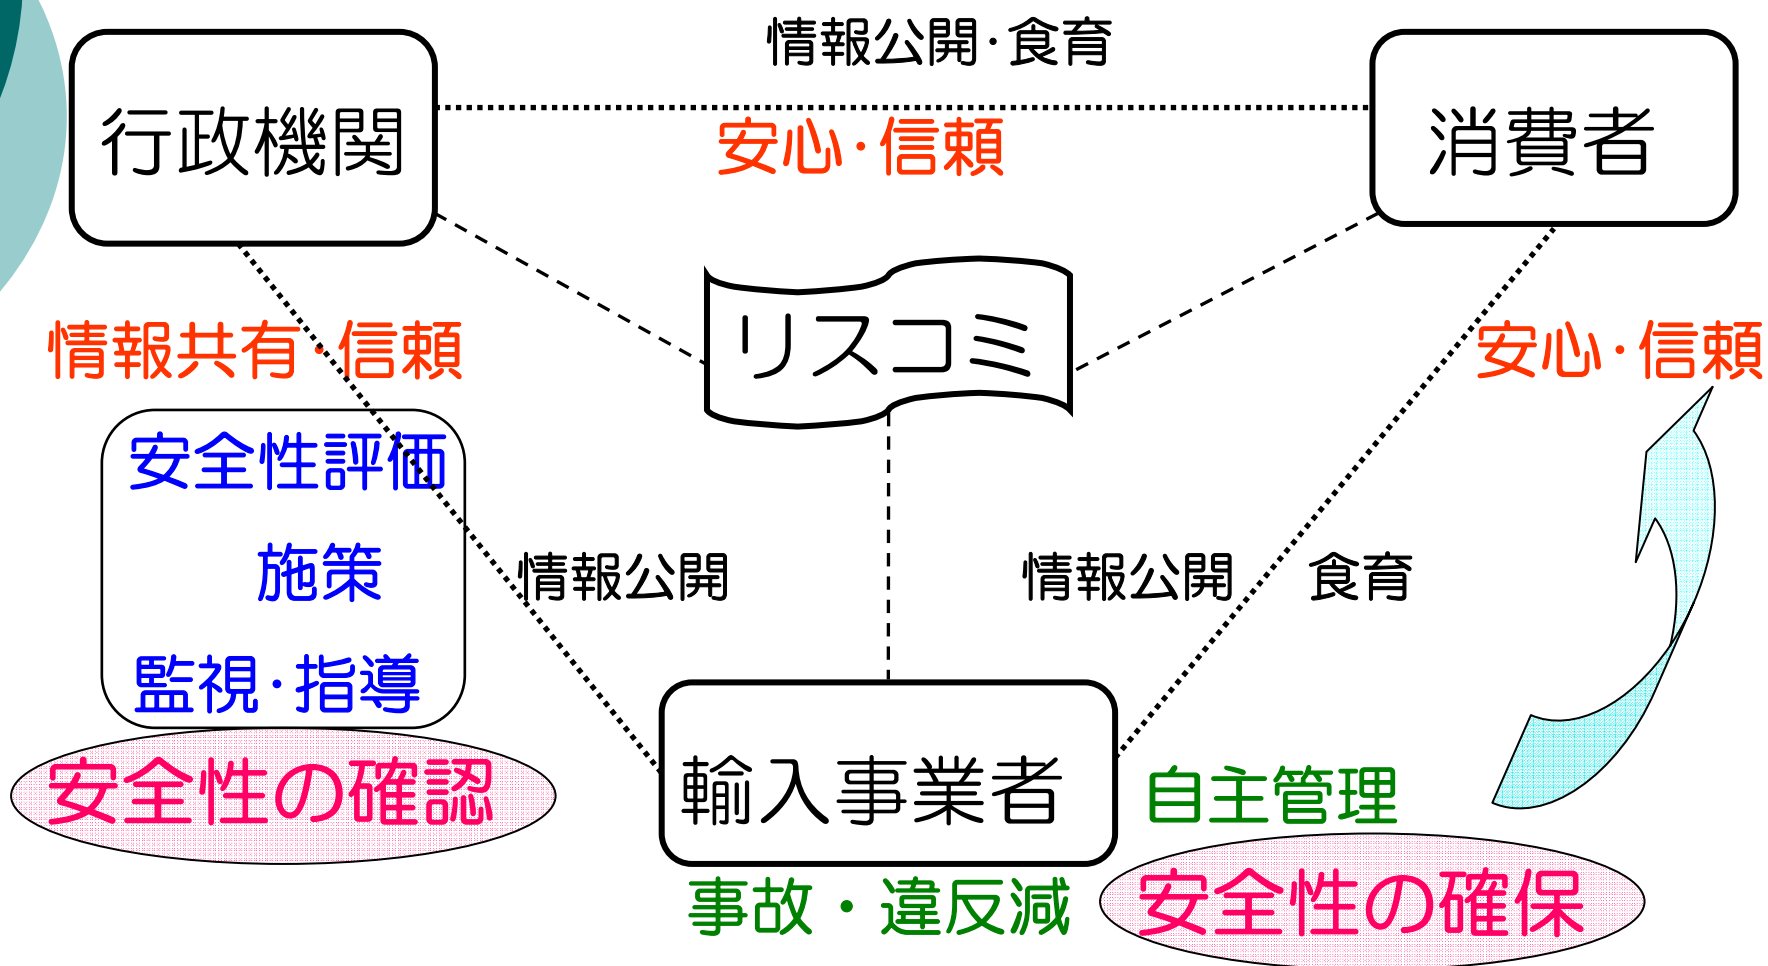 情報公開・食育
行政機関
消費者
安心・信頼
リスコミ
情報共有・信頼
安心・信頼
安全性評価
施策
監視・指導
情報公開
情報公開　食育
安全性の確認
輸入事業者
自主管理
事故・違反減
安全性の確保